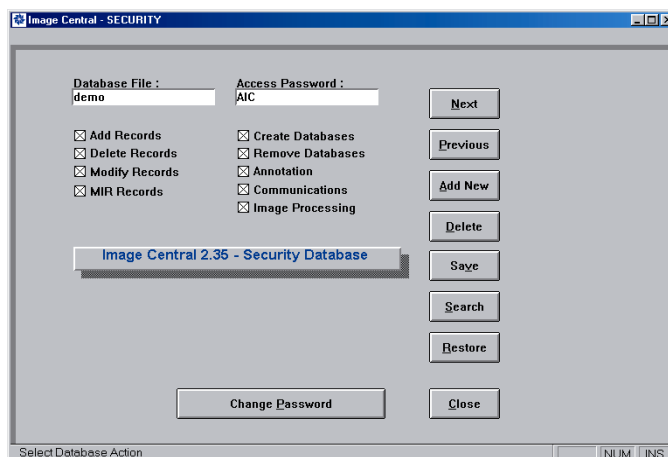 Image Central - SECURITY
Database File :
demo
Access Password :
AIC
Add Records
Delete Records
Modify Records
MIR Records
Create Databases
Remove Databases
Annotation
Communications
Image Processing
Image Central 2.35 - Security Database
Next
Previous
Add New
Delete
Save
Search
Restore
Change Password
Close
Select Database Action
NUM
INS